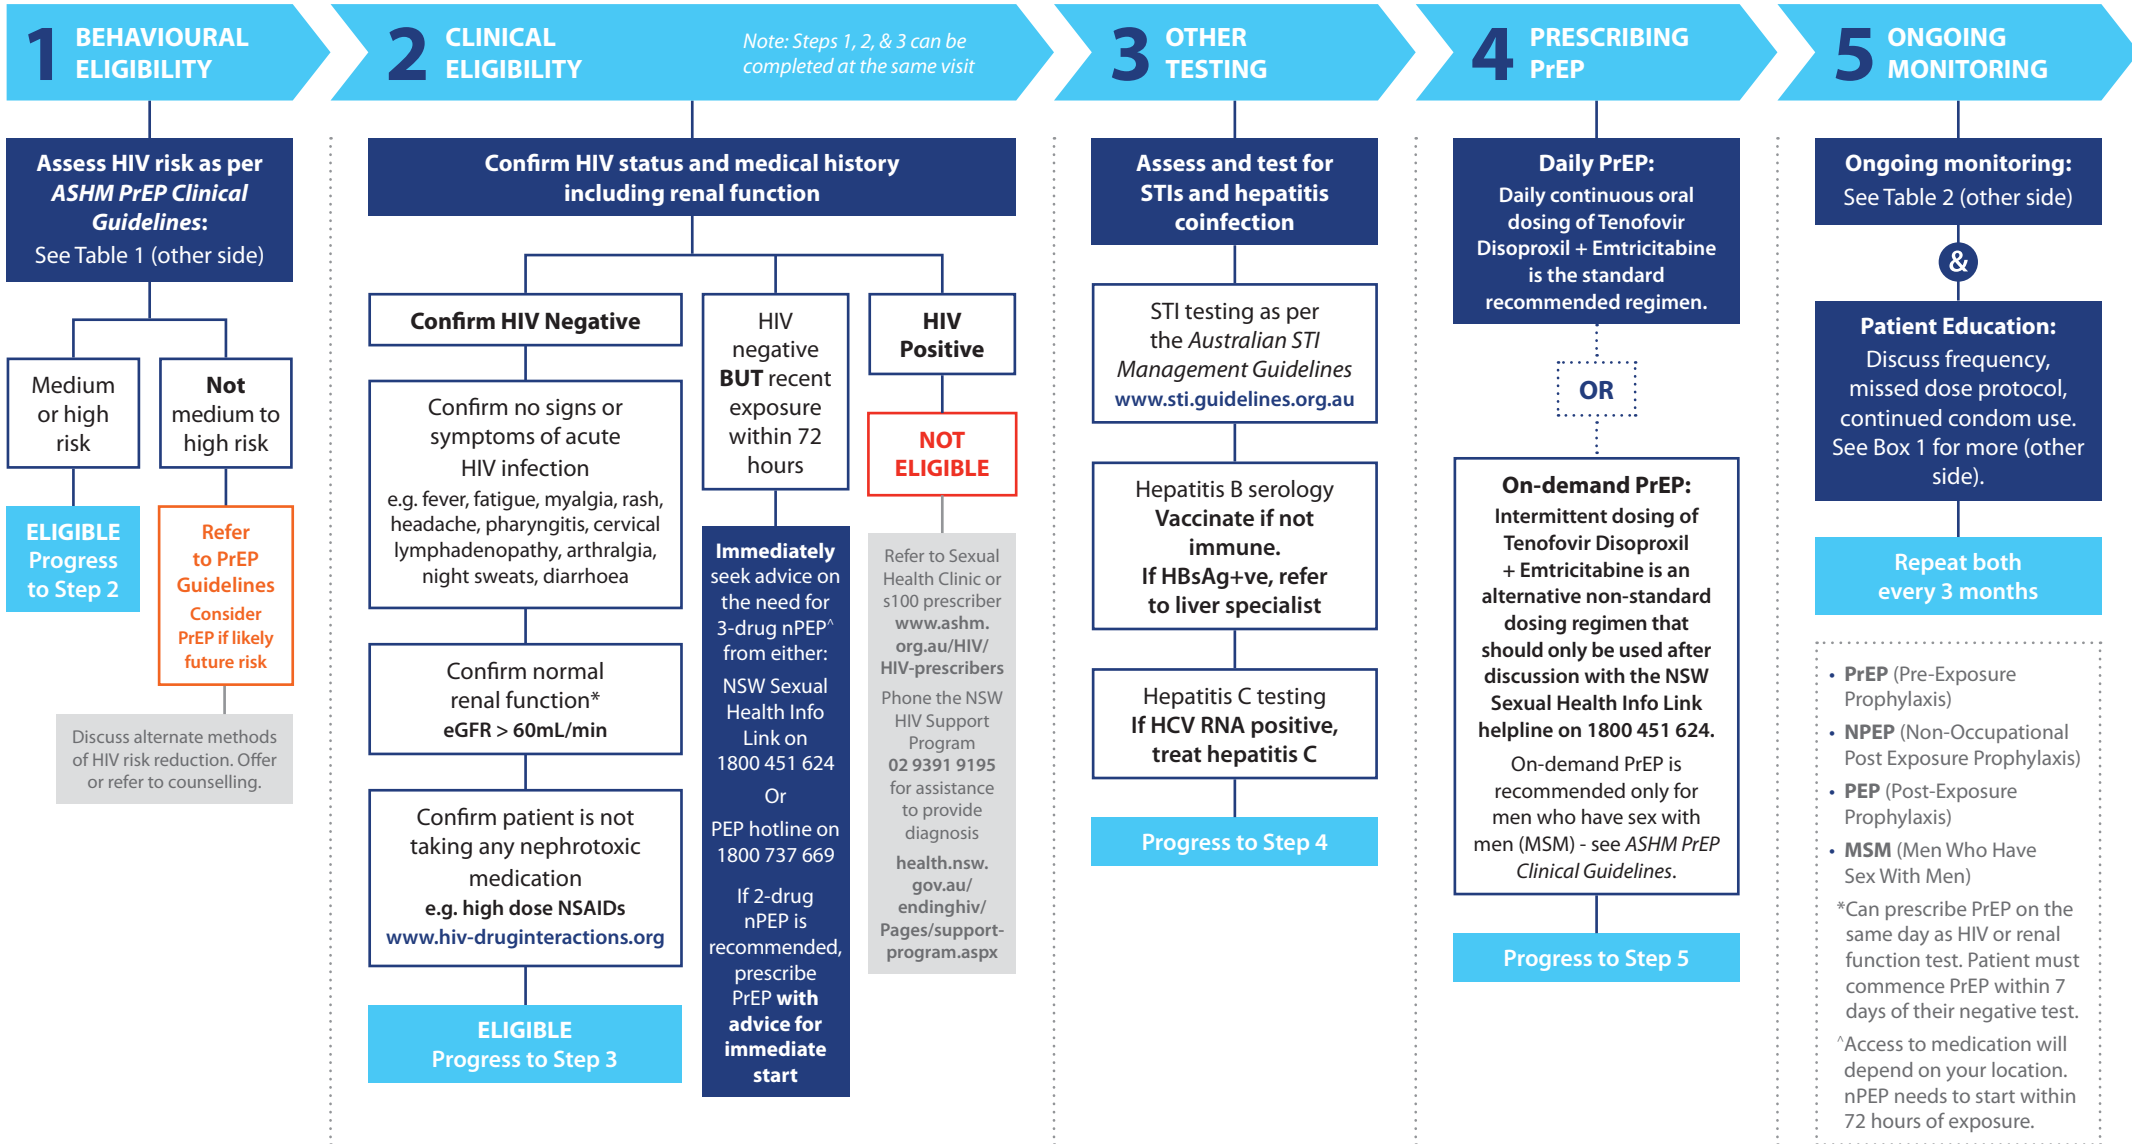 1 BEHAVIOURAL
ELIGIBILITY
2 CLINICAL
ELIGIBILITY
Note: Steps 1, 2, & 3 can be
completed at the same visit
3 OTHER
TESTING
4 PRESCRIBING
PrEP
5 ONGOING
MONITORING
Assess HIV risk as per
ASHM PrEP Clinical
Guidelines:
See Table 1 (other side)
Medium
or high
risk
ELIGIBLE
Progress
to Step 2
Not
medium to
high risk
Refer
to PrEP
Guidelines
Consider
PrEP if likely
future risk
Discuss alternate methods
of HIV risk reduction. Offer
or refer to counselling.
Confirm HIV status and medical history
including renal function
Confirm HIV Negative
Confirm no signs or
symptoms of acute
HIV infection
e.g. fever, fatigue, myalgia, rash,
headache, pharyngitis, cervical
lymphadenopathy, arthralgia,
night sweats, diarrhoea
Confirm normal
renal function*
eGFR > 60mL/min
Confirm patient is not
taking any nephrotoxic
medication
e.g. high dose NSAIDs
www.hiv-druginteractions.org
ELIGIBLE
Progress to Step 3
HIV
negative
BUT recent
exposure
within 72
hours
Immediately
seek advice on
the need for
3-drug nPEP^
from either:
NSW Sexual
Health Info
Link on
1800 451 624
Or
PEP hotline on
1800 737 669
If 2-drug
nPEP is
recommended,
prescribe
PrEP with
advice for
immediate
start
HIV
Positive
NOT
ELIGIBLE
Refer to Sexual
Health Clinic or
s100 prescriber
www.ashm.
org.au/HIV/
HIV-prescribers
Phone the NSW
HIV Support
Program
02 9391 9195
for assistance
to provide
diagnosis
health.nsw.
gov.au/
endinghiv/
Pages/support-
program.aspx
Assess and test for
STIs and hepatitis
coinfection
STI testing as per
the Australian STI
Management Guidelines
www.sti.guidelines.org.au
Hepatitis B serology
Vaccinate if not
immune.
If HBsAg+ve, refer
to liver specialist
Hepatitis C testing
If HCV RNA positive,
treat hepatitis C
Progress to Step 4
Daily PrEP:
Daily continuous oral
dosing of Tenofovir
Disoproxil + Emtricitabine
is the standard
recommended regimen.
OR
On-demand PrEP:
Intermittent dosing of
Tenofovir Disoproxil
+ Emtricitabine is an
alternative non-standard
dosing regimen that
should only be used after
discussion with the NSW
Sexual Health Info Link
helpline on 1800 451 624.
On-demand PrEP is
recommended only for
men who have sex with
men (MSM) - see ASHM PrEP
Clinical Guidelines.
Progress to Step 5
Ongoing monitoring:
See Table 2 (other side)
&
Patient Education:
Discuss frequency,
missed dose protocol,
continued condom use.
See Box 1 for more (other
side).
Repeat both
every 3 months
• PrEP (Pre-Exposure
Prophylaxis)
• NPEP (Non-Occupational
Post Exposure Prophylaxis)
• PEP (Post-Exposure
Prophylaxis)
• MSM (Men Who Have
Sex With Men)
*Can prescribe PrEP on the
same day as HIV or renal
function test. Patient must
commence PrEP within 7
days of their negative test.
^Access to medication will
depend on your location.
nPEP needs to start within
72 hours of exposure.